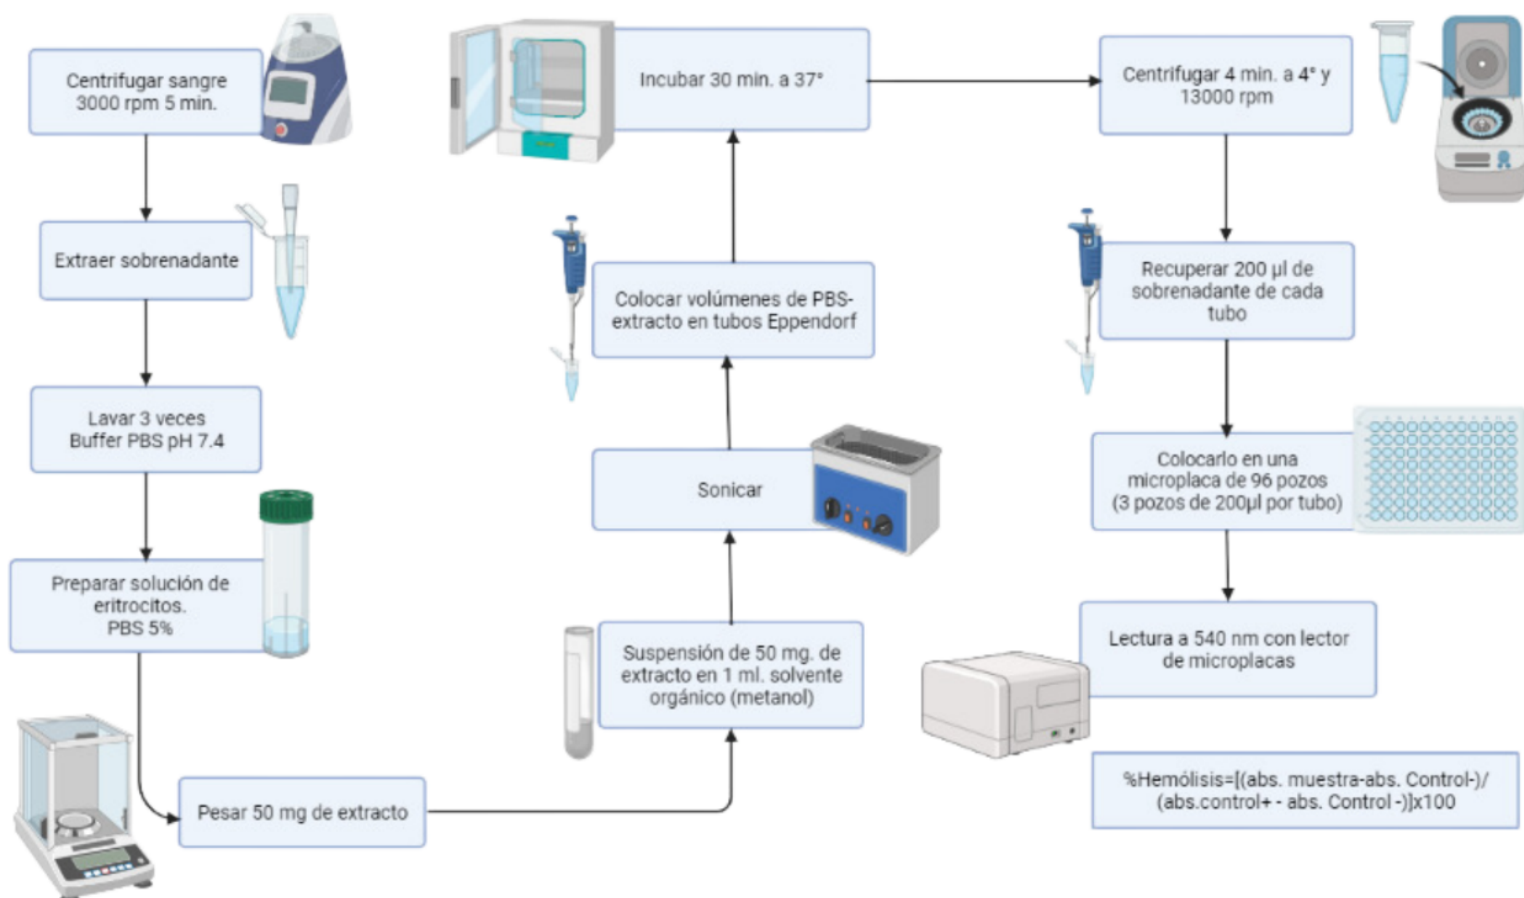 Centrifugar sangre
3000 rpm 5 min.
Extraer sobrenadante
Lavar 3 veces
Buffer PBS pH 7.4
Preparar solución de
eritrocitos.
PBS 5%
Pesar 50 mg de extracto
Suspensión de 50 mg. de
extracto en 1 ml. solvente
orgánico (metanol)
Sonicar
Colocar volúmenes de PBS-
extracto en tubos Eppendorf
Incubar 30 min. a 37°
Centrifugar 4 min. a 4° y
13000 rpm
Recuperar 200 µl de
sobrenadante de cada
tubo
Colocarlo en una
microplaca de 96 pozos
(3 pozos de 200µl por tubo)
Lectura a 540 nm con lector
de microplacas
%Hemólisis=[(abs. muestra-abs. Control-)/
(abs.control+ - abs. Control -)]x100